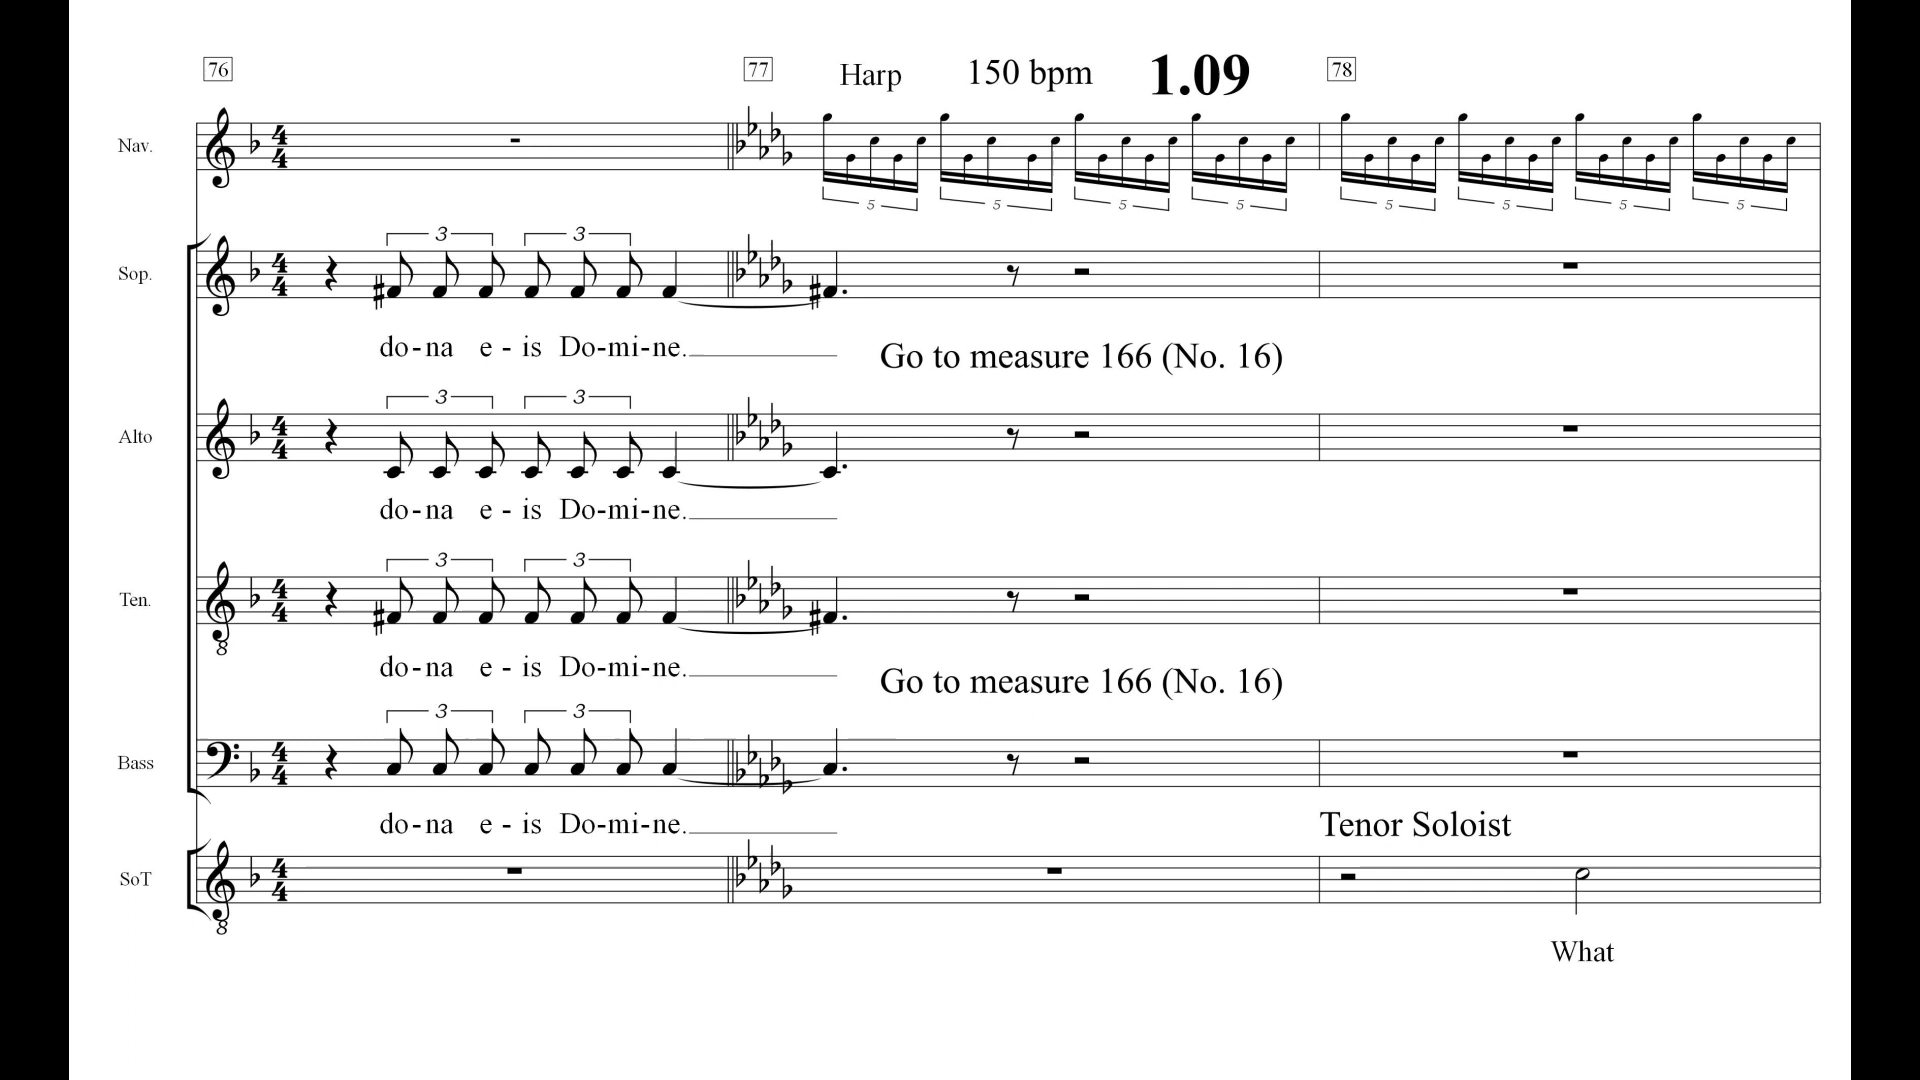 76 77 Harp 150 bpm 1.09 78
Nav.
5 5 5 5 5 5 5 5
3 3
Sop.
do-na e - is Do-mi-ne.
Go to measure 166 (No. 16)
3 3
Alto
do-na e - is Do-mi-ne.
3 3
Ten.
8
do-na e - is Do-mi-ne.
Go to measure 166 (No. 16)
3 3
Bass
do-na e - is Do-mi-ne.
Tenor Soloist
SoT
8
What